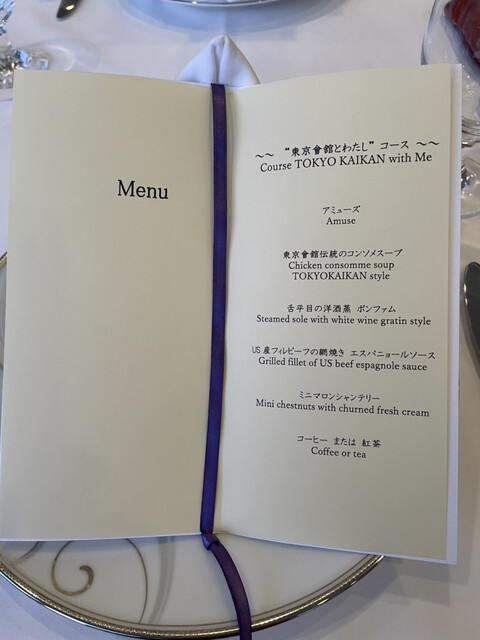 Menu
～～ “東京會館とわたし” コース ～～
Course TOKYO KAIKAN with Me
アミューズ
Amuse
東京會館伝統のコンソメスープ
Chicken consomme soup
TOKYOKAIKAN style
舌平目の洋酒蒸 ボンファム
Steamed sole with white wine gratin style
US産フィレビーフの網焼き エスパニョールソース
Grilled fillet of US beef espagnole sauce
ミニマロンシャンテリー
Mini chestnuts with churned fresh cream
コーヒー または 紅茶
Coffee or tea